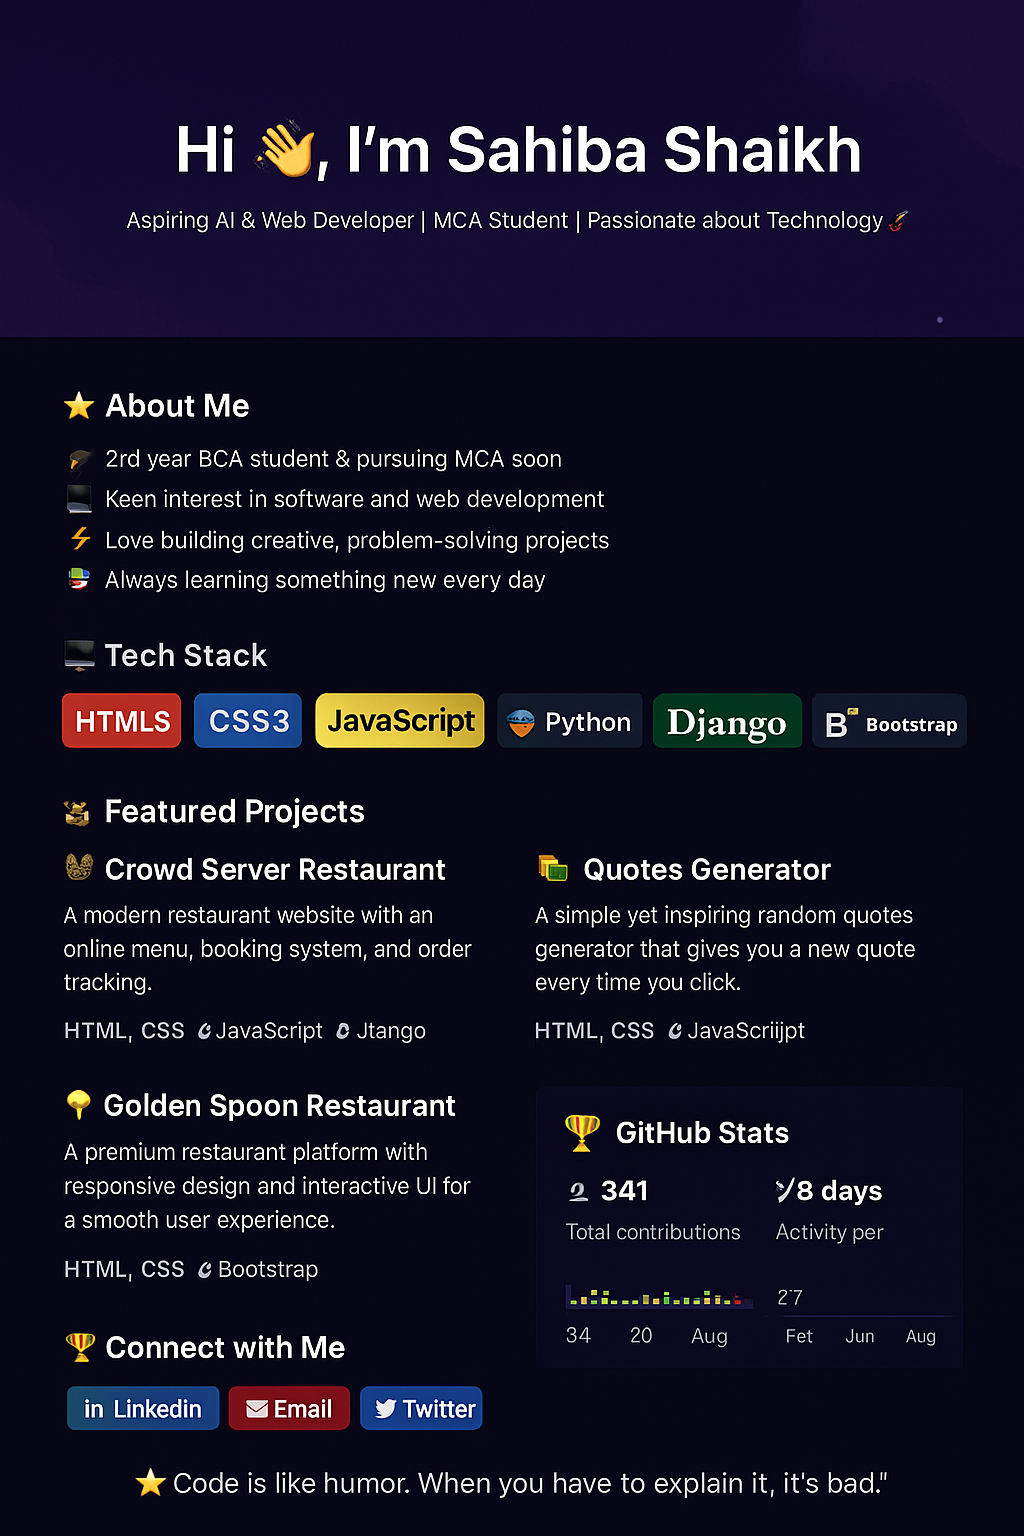 Hi 👋, I'm Sahiba Shaikh
Aspiring AI & Web Developer | MCA Student | Passionate about Technology
About Me
2rd year BCA student & pursuing MCA soon
Keen interest in software and web development
Love building creative, problem-solving projects
Always learning something new every day
Tech Stack
HTMLS CSS3 JavaScript Python Django B Bootstrap
Featured Projects
Crowd Server Restaurant
A modern restaurant website with an
online menu, booking system, and order
tracking.
HTML, CSS JavaScript Jtango
Quotes Generator
A simple yet inspiring random quotes
generator that gives you a new quote
every time you click.
HTML, CSS JavaScriijpt
Golden Spoon Restaurant
A premium restaurant platform with
responsive design and interactive UI for
a smooth user experience.
HTML, CSS Bootstrap
GitHub Stats
341
Total contributions
8 days
Activity per
34 20 Aug
27
Fet Jun Aug
Connect with Me
in Linkedin Email Twitter
Code is like humor. When you have to explain it, it's bad."